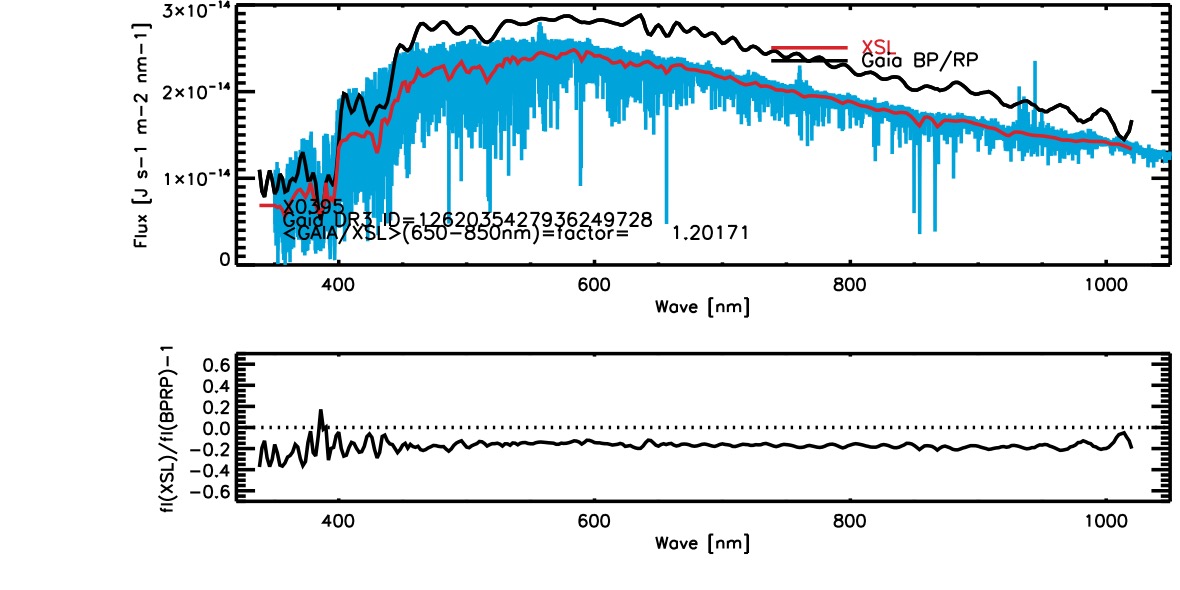 3×10−14
2×10−14
1×10−14
0
Flux [J s−1 m−2 nm−1]
XSL
Gaia BP/RP
X0395
Gaia DR3 ID=1262035427936249728
<GAIA/XSL>(650−850nm)=factor= 1.20171
400 600 800 1000
Wave [nm]
fl(XSL)/fl(BPRP)−1
0.6
0.4
0.2
0.0
−0.2
−0.4
−0.6
400 600 800 1000
Wave [nm]